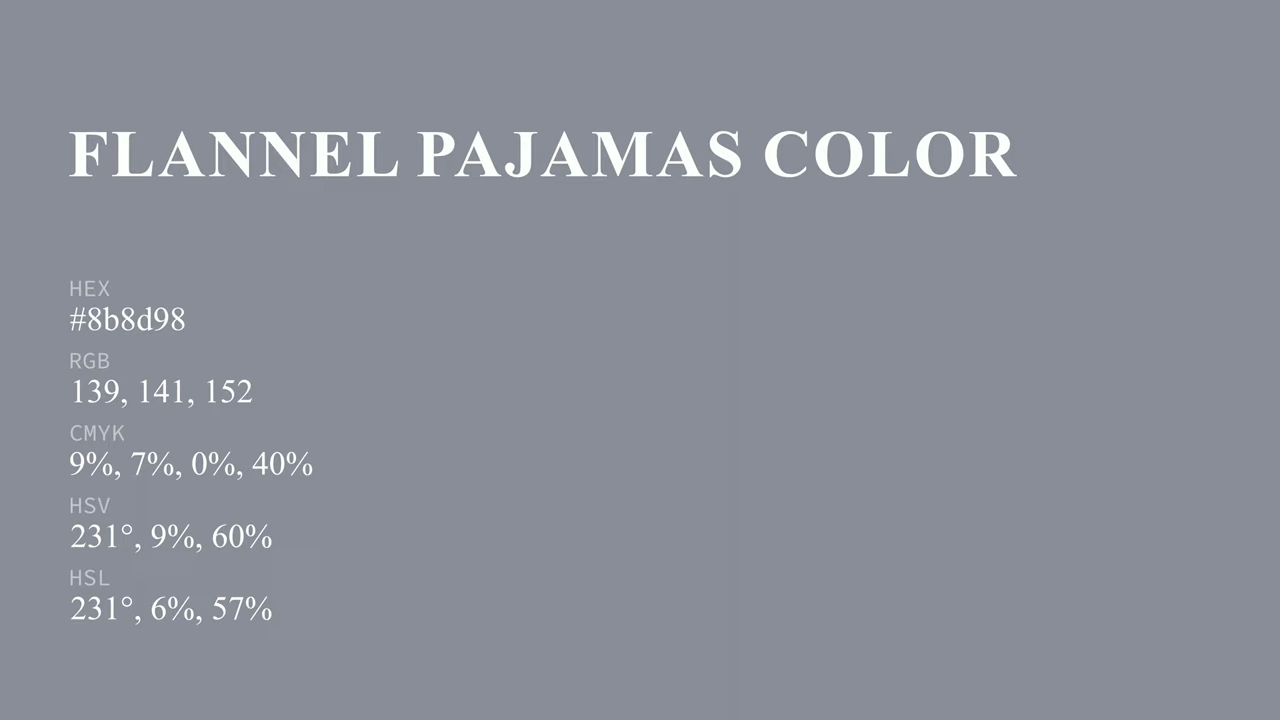 FLANNEL PAJAMAS COLOR
HEX
#8b8d98
RGB
139, 141, 152
CMYK
9%, 7%, 0%, 40%
HSV
231°, 9%, 60%
HSL
231°, 6%, 57%